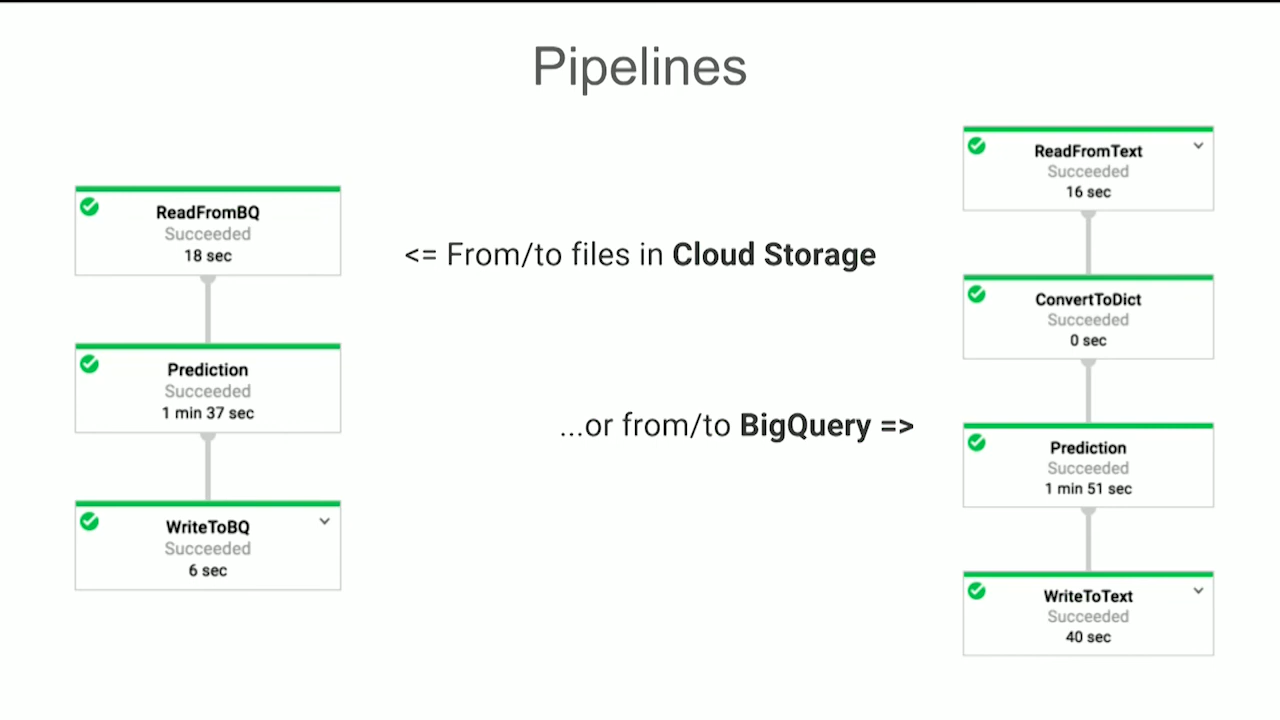 Pipelines
ReadFromBQ
Succeeded
18 sec
Prediction
Succeeded
1 min 37 sec
WriteToBQ
Succeeded
6 sec
<= From/to files in Cloud Storage
...or from/to BigQuery =>
ReadFromText
Succeeded
16 sec
ConvertToDict
Succeeded
0 sec
Prediction
Succeeded
1 min 51 sec
WriteToText
Succeeded
40 sec